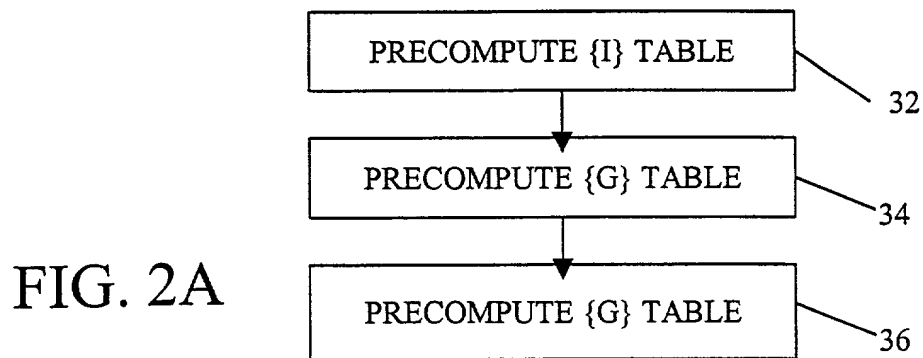 PRECOMPUTE {I} TABLE
32
PRECOMPUTE {G} TABLE
34
FIG. 2A
PRECOMPUTE {G} TABLE
36